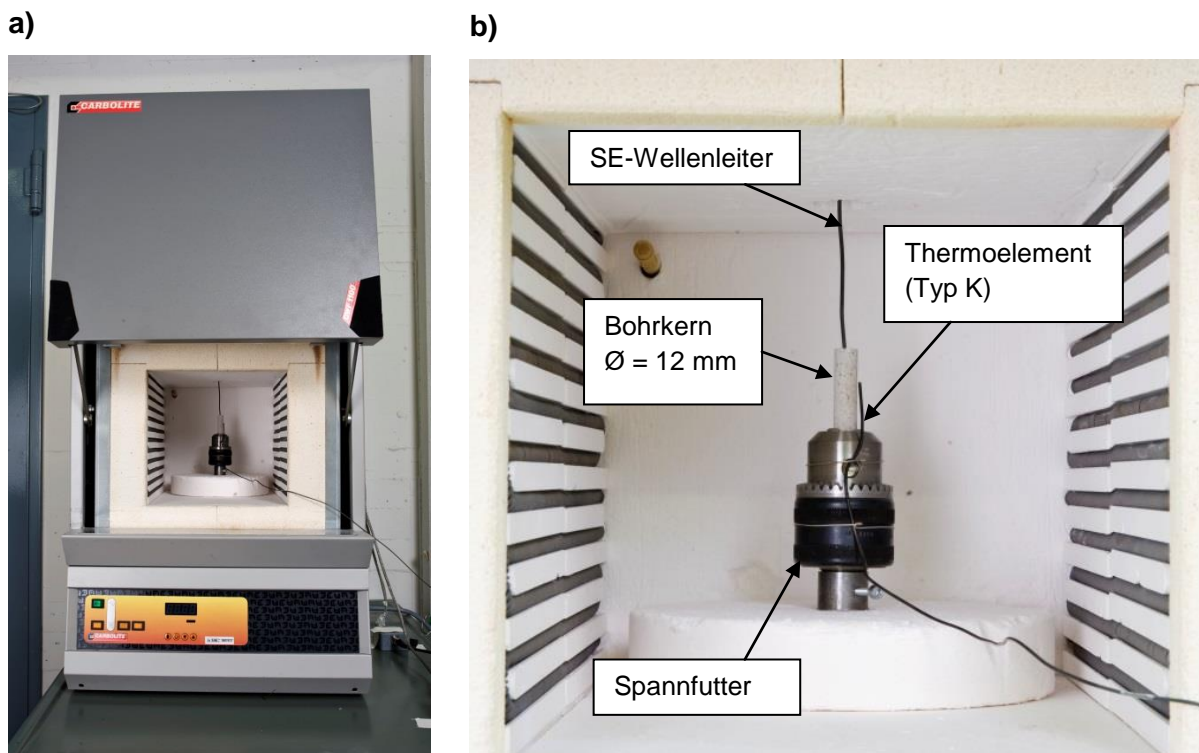 a)
b)
CARBOLITE
SE-Wellenleiter
Thermoelement
(Typ K)
Bohrkern
Ø = 12 mm
Spannfutter
CARBOLITE